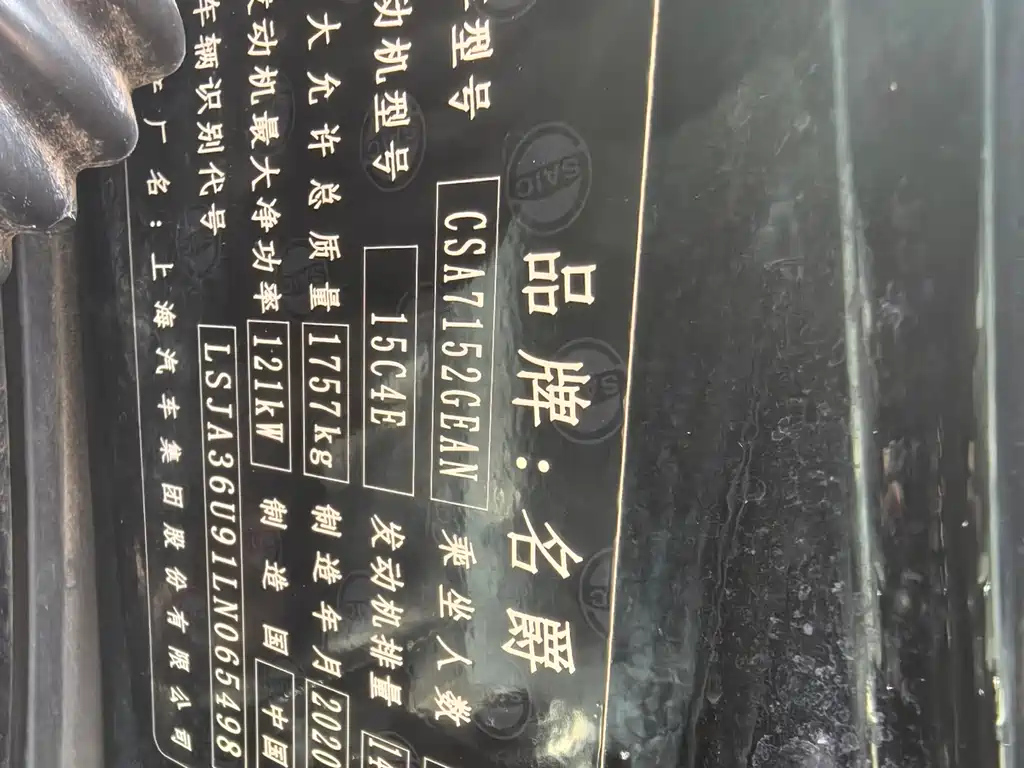 品牌:名爵
型号 CSA7152GEAN 乘坐人数
动机型号 15C4E 发动机排量
大允许总质量 1757kg 制造年月 2020
发动机最大净功率 121kW 制造国 中国
车辆识别代号 LSJA36U91LN065498
厂名:上海汽车集团股份有限公司
SAIC